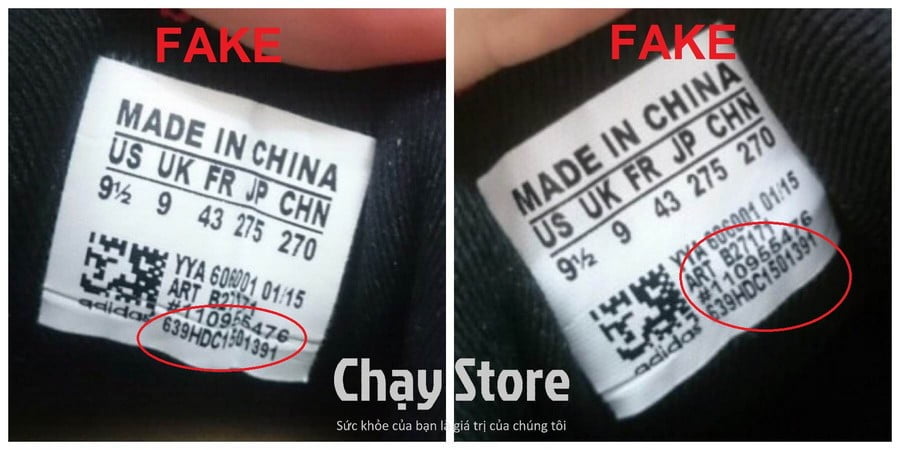 FAKE
MADE IN CHINA
US UK FR JP CHN
9½ 9 43 275 270
YYA 606001 01/15
ART B27171
#11095476
639HDC1501391
adidas
FAKE
MADE IN CHINA
US UK FR JP CHN
9½ 9 43 275 270
YYA 606001 01/15
ART B27171
#11095476
639HDC1501391
adidas
Chạy Store
Sức khỏe của bạn là giá trị của chúng tôi